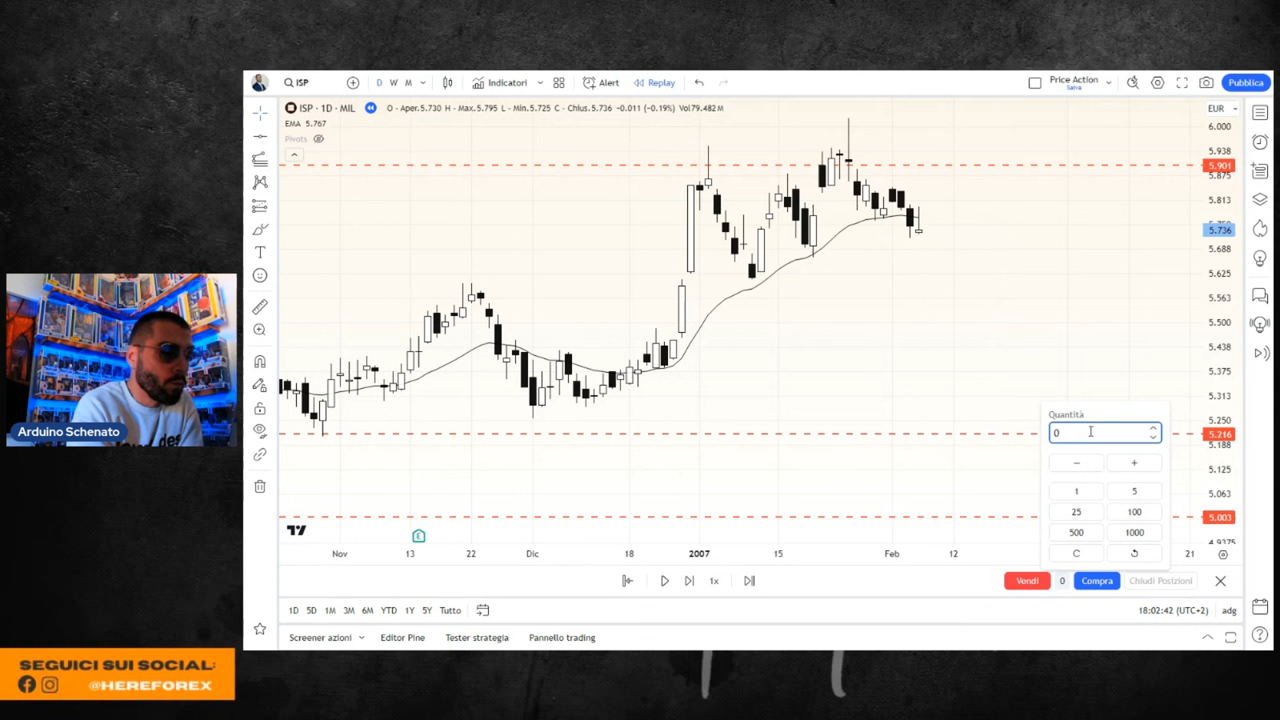 ISP
D W M
Indicatori
Alert
Replay
Price Action
Salva
Pubblica
ISP · 1D · MIL
O - Aper.5.730 H - Max.5.795 L - Min.5.725 C - Chius.5.736 -0.011 (-0.19%) Vol79.482 M
EUR
EMA 5.767
Pivots
6.000
5.938
5.901
5.875
5.813
5.736
5.688
5.625
5.563
5.500
5.438
5.375
5.313
5.250
5.216
5.188
5.125
5.063
5.003
4.9375
Quantità
0
− +
1 5
25 100
500 1000
C
Nov 13 22 Dic 18 2007 15 Feb 12 21
1x
Vendi 0 Compra Chiudi Posizioni
1D 5D 1M 3M 6M YTD 1Y 5Y Tutto
18:02:42 (UTC+2) adg
Screener azioni Editor Pine Tester strategia Pannello trading
Arduino Schenato
SEGUICI SUI SOCIAL:
@HEREFOREX